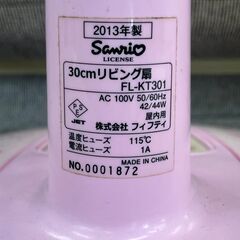 2013年製
Sanrio
LICENSE
30cmリビング扇
FL-KT301
AC 100V 50/60Hz
42/44W
屋内用
PSE
JET
株式会社 フィフティ
温度ヒューズ 115℃
電流ヒューズ 1A
MADE IN CHINA
NO.0001872